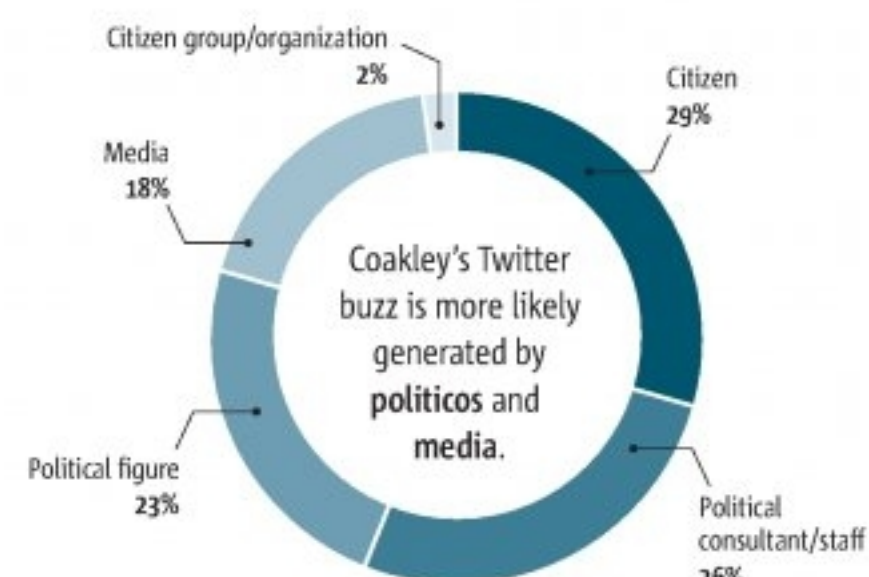 Citizen group/organization
2%
Citizen
29%
Media
18%
Coakley's Twitter
buzz is more likely
generated by
politicos and
media.
Political figure
23%
Political
consultant/staff